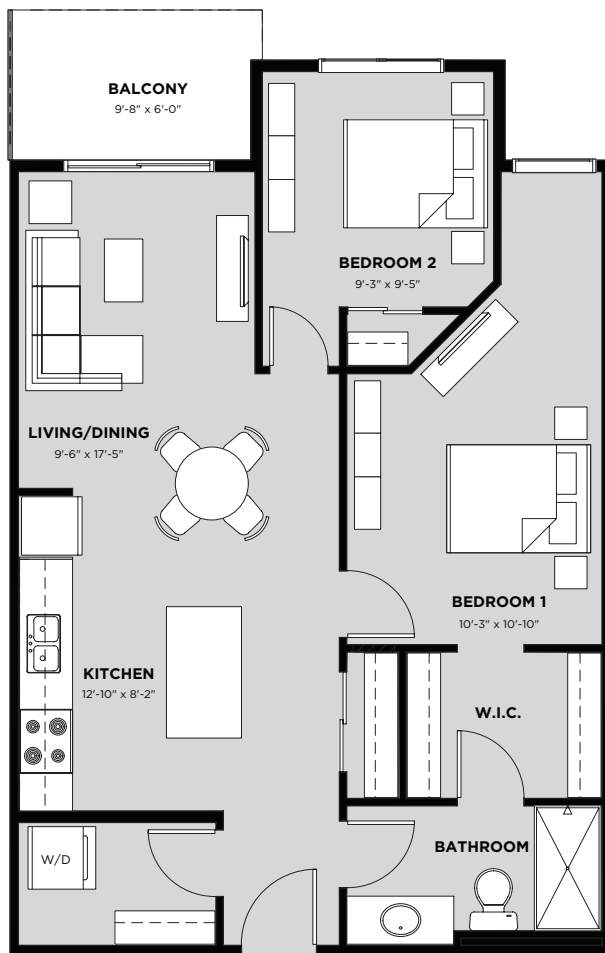 BALCONY
9'-8" x 6'-0"
BEDROOM 2
9'-3" x 9'-5"
LIVING/DINING
9'-6" x 17'-5"
BEDROOM 1
10'-3" x 10'-10"
KITCHEN
12'-10" x 8'-2"
W.I.C.
BATHROOM
W/D